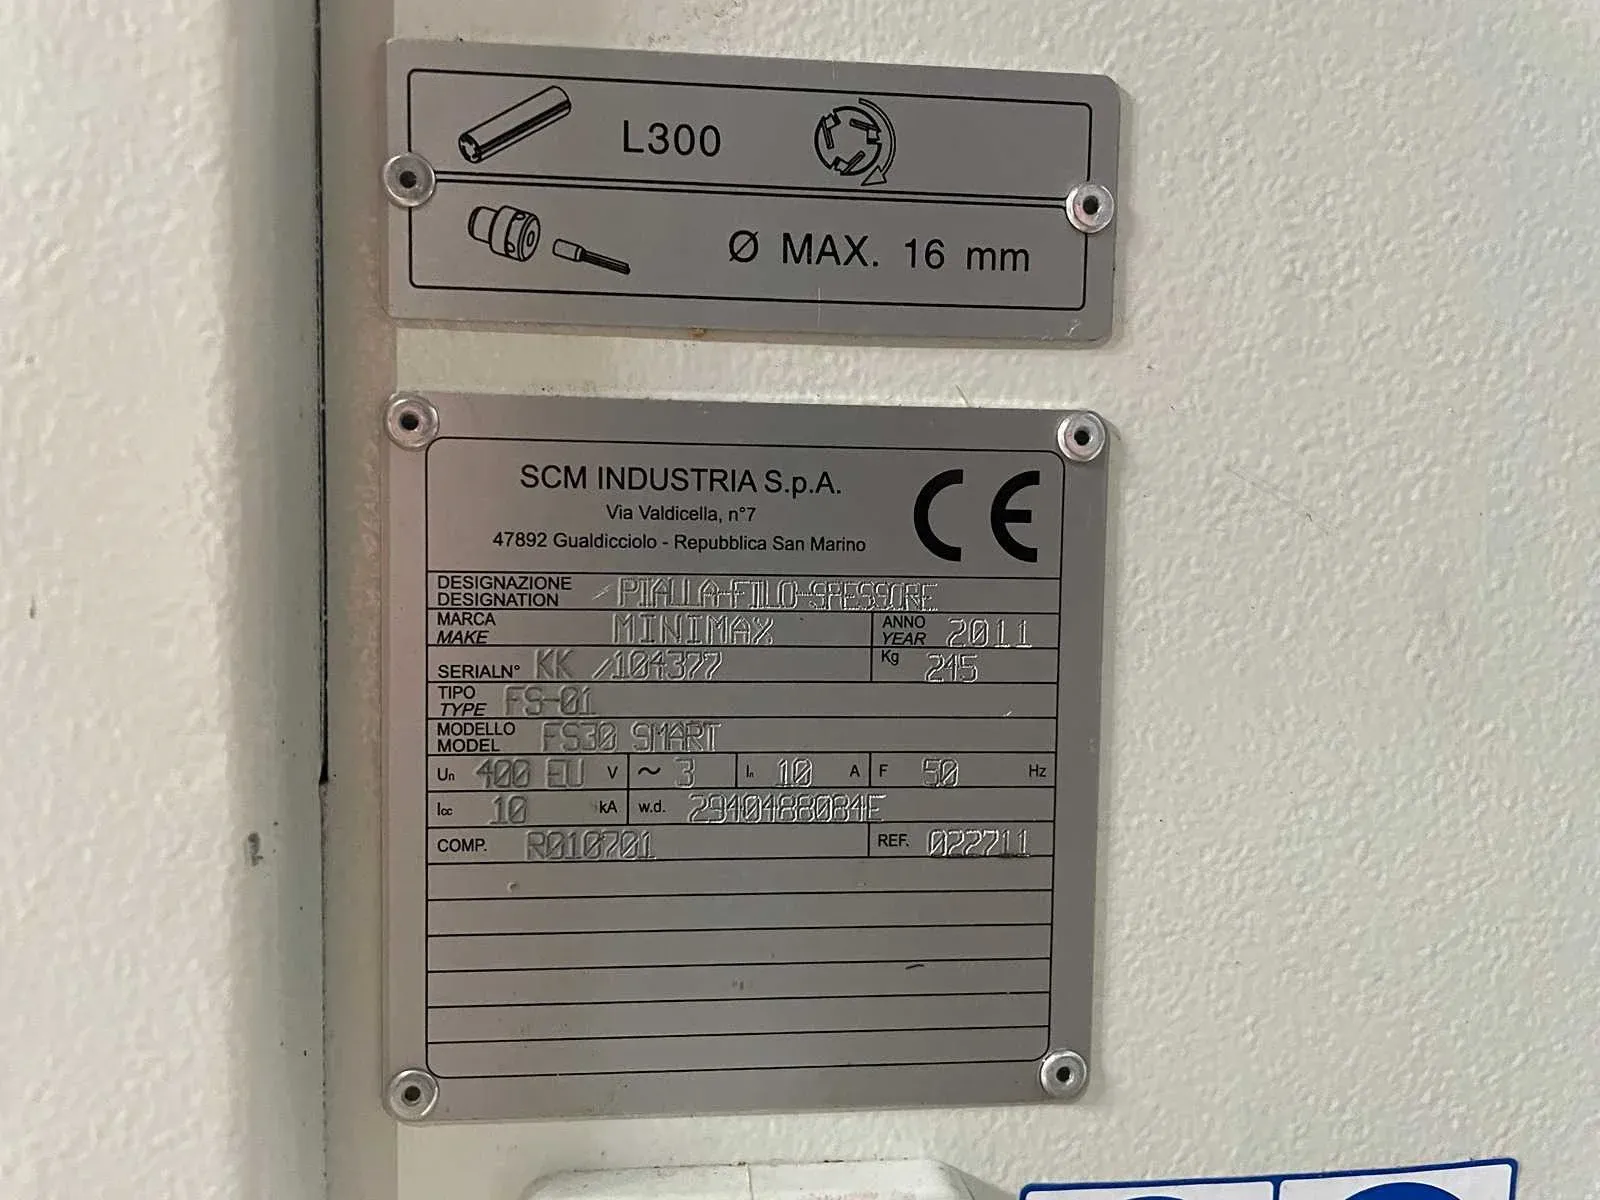 L300
Ø MAX. 16 mm
SCM INDUSTRIA S.p.A.
Via Valdicella, n°7
47892 Gualdicciolo - Repubblica San Marino
CE
DESIGNAZIONE
DESIGNATION
PIALLA-FILO-SPESSORE
MARCA
MAKE
MINIMAX
ANNO
YEAR
2011
SERIALN° KK /104377
Kg 245
TIPO
TYPE
FS-01
MODELLO
MODEL
FS30 SMART
Un 400 EU V ~ 3 In 10 A F 50 Hz
Icc 10 kA w.d. 2940488084E
COMP. R010701 REF. 022711